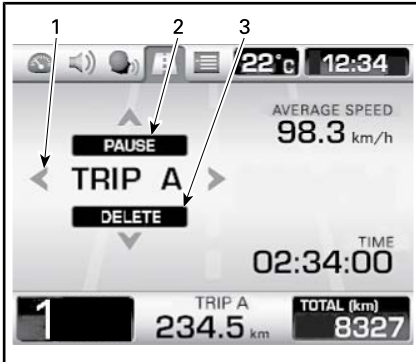 1 2 3
22°c 12:34
AVERAGE SPEED
98.3 km/h
PAUSE
TRIP A
DELETE
TIME
02:34:00
1
TRIP A
234.5 km
TOTAL (km)
8327